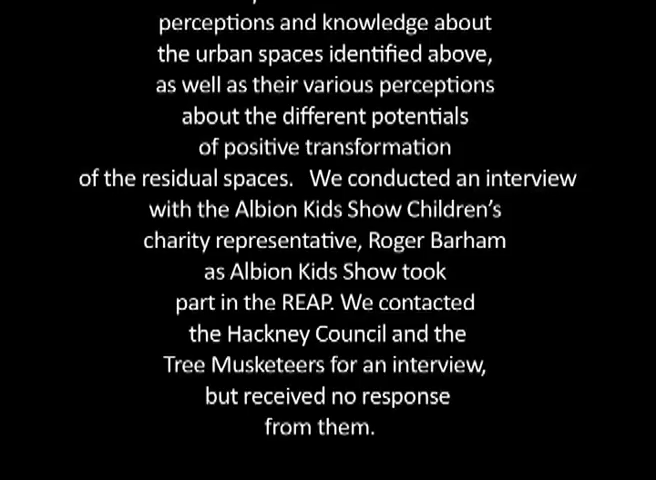 perceptions and knowledge about
the urban spaces identified above,
as well as their various perceptions
about the different potentials
of positive transformation
of the residual spaces.   We conducted an interview
with the Albion Kids Show Children’s
charity representative, Roger Barham
as Albion Kids Show took
part in the REAP. We contacted
the Hackney Council and the
Tree Musketeers for an interview,
but received no response
from them.